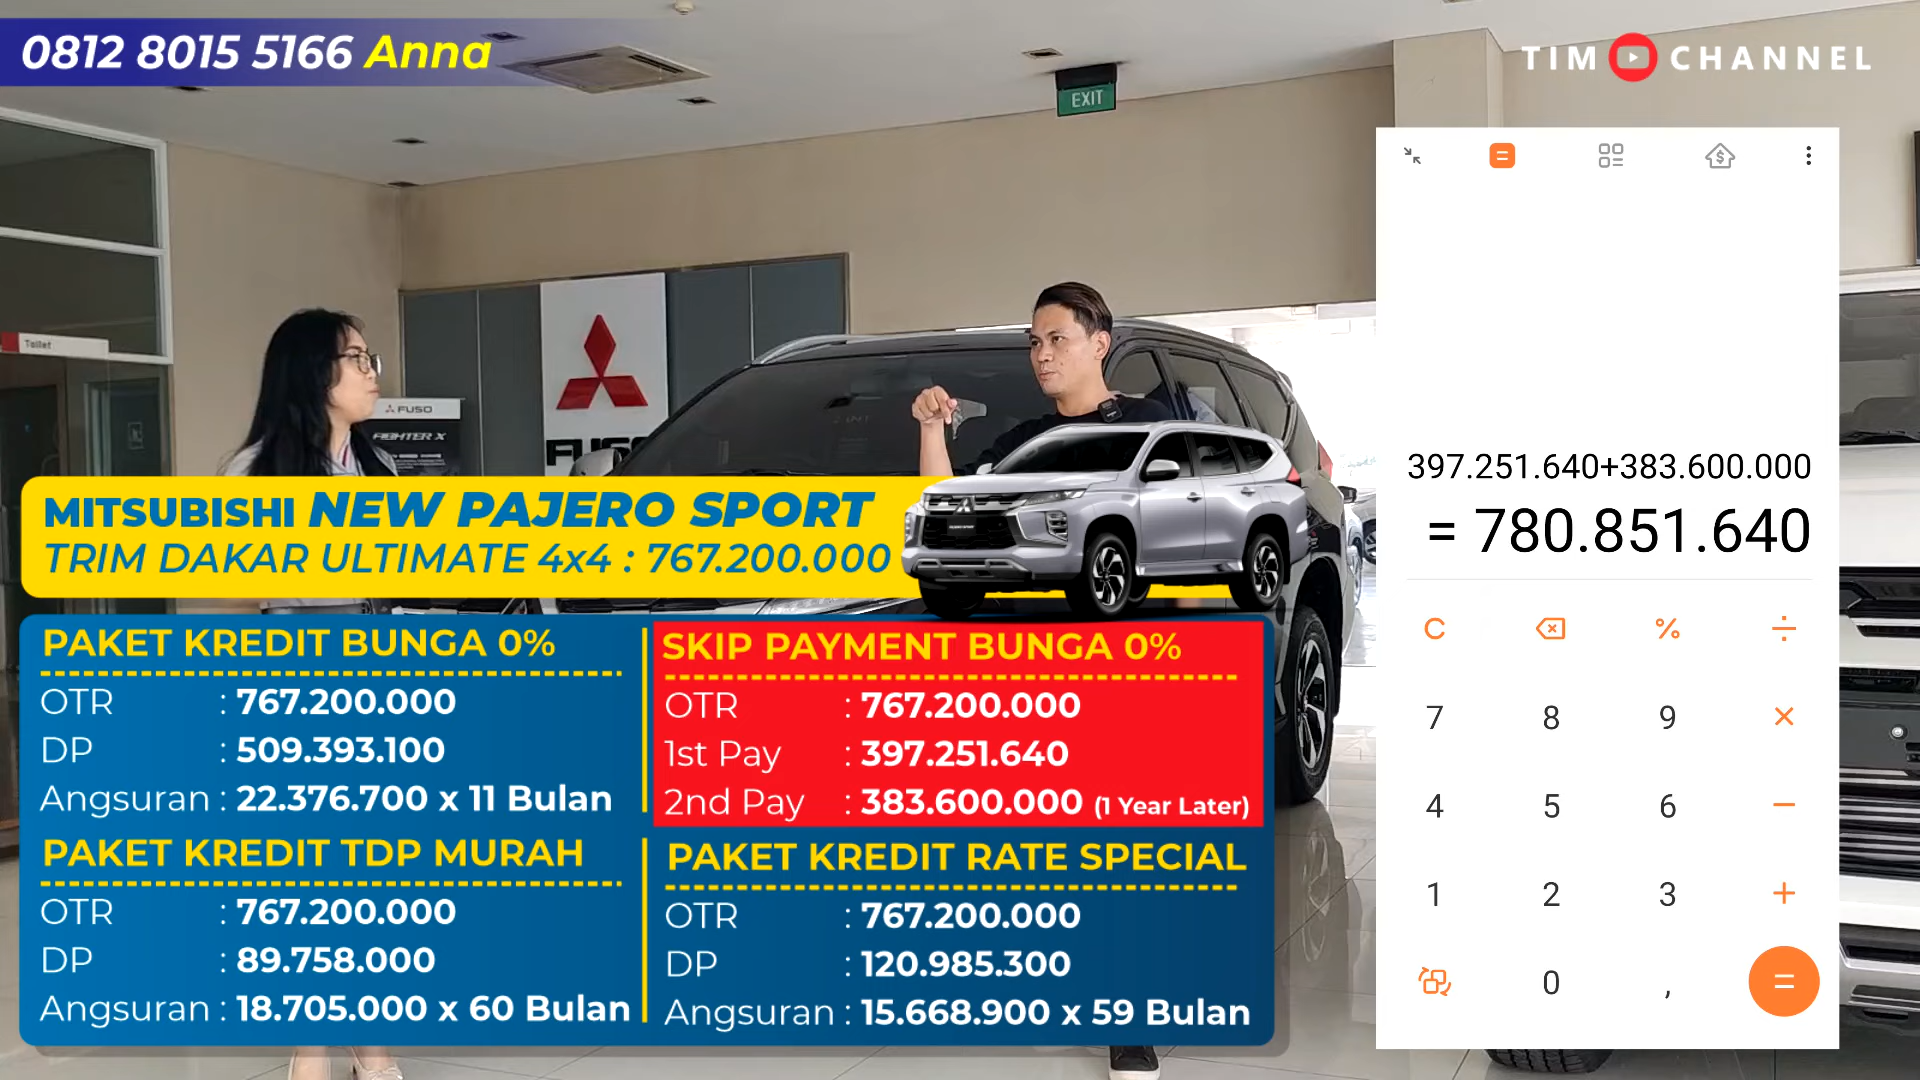 0812 8015 5166 Anna
TIM CHANNEL
EXIT
Toilet
FUSO
FIGHTER X
FUSO
MITSUBISHI NEW PAJERO SPORT
TRIM DAKAR ULTIMATE 4x4 : 767.200.000
PAKET KREDIT BUNGA 0%
OTR : 767.200.000
DP : 509.393.100
Angsuran : 22.376.700 x 11 Bulan
SKIP PAYMENT BUNGA 0%
OTR : 767.200.000
1st Pay : 397.251.640
2nd Pay : 383.600.000 (1 Year Later)
PAKET KREDIT TDP MURAH
OTR : 767.200.000
DP : 89.758.000
Angsuran : 18.705.000 x 60 Bulan
PAKET KREDIT RATE SPECIAL
OTR : 767.200.000
DP : 120.985.300
Angsuran : 15.668.900 x 59 Bulan
397.251.640+383.600.000
= 780.851.640
C % ÷
7 8 9 ×
4 5 6 −
1 2 3 +
0 , =